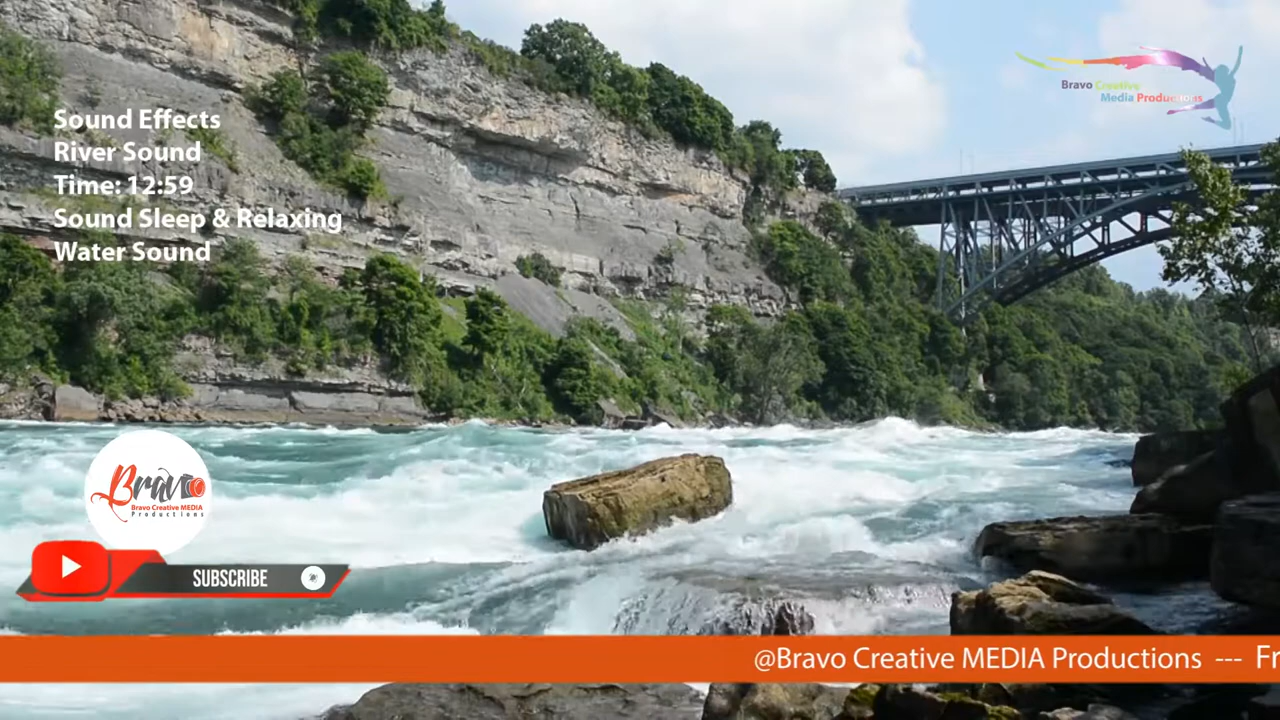 Sound Effects
River Sound
Time: 12:59
Sound Sleep & Relaxing
Water Sound
Bravo Creative
Media Productions
Bravo
Bravo Creative MEDIA
Productions
SUBSCRIBE
@Bravo Creative MEDIA Productions --- Fr